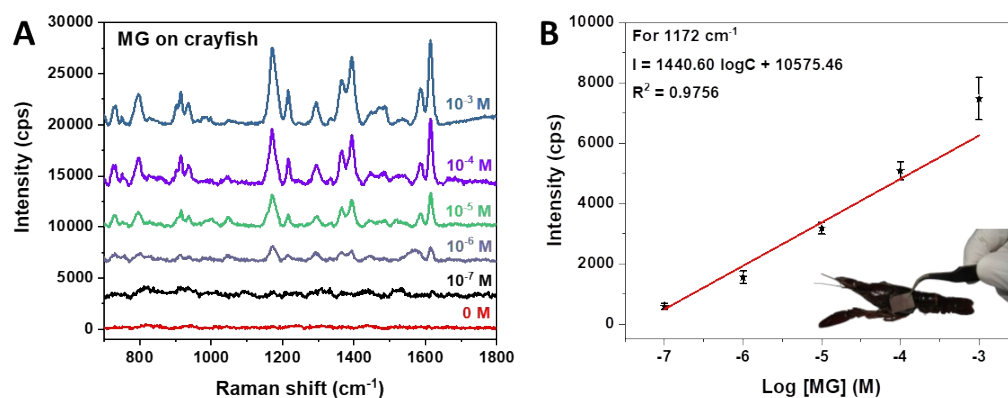 A
MG on crayfish
30000
25000
20000
15000
10000
5000
0
Intensity (cps)
10⁻³ M
10⁻⁴ M
10⁻⁵ M
10⁻⁶ M
10⁻⁷ M
0 M
800 1000 1200 1400 1600 1800
Raman shift (cm⁻¹)
B
For 1172 cm⁻¹
I = 1440.60 logC + 10575.46
R² = 0.9756
10000
8000
6000
4000
2000
0
Intensity (cps)
-7 -6 -5 -4 -3
Log [MG] (M)